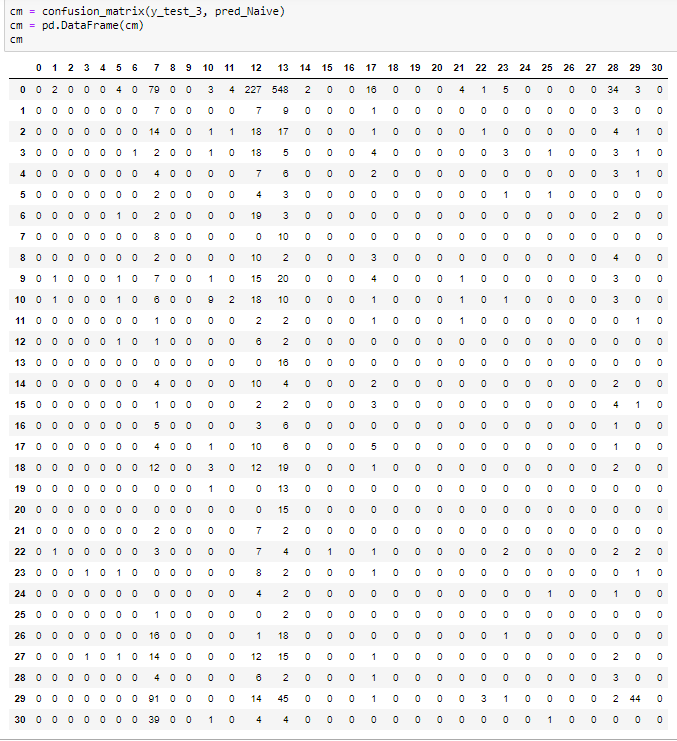 cm = confusion_matrix(y_test_3, pred_Naive)
cm = pd.DataFrame(cm)
cm
0 1 2 3 4 5 6 7 8 9 10 11 12 13 14 15 16 17 18 19 20 21 22 23 24 25 26 27 28 29 30
0 0 2 0 0 0 4 0 79 0 0 3 4 227 548 2 0 0 16 0 0 0 4 1 5 0 0 0 0 34 3 0
1 0 0 0 0 0 0 0 7 0 0 0 0 7 9 0 0 0 1 0 0 0 0 0 0 0 0 0 0 3 0 0
2 0 0 0 0 0 0 0 14 0 0 1 1 18 17 0 0 0 1 0 0 0 0 1 0 0 0 0 0 4 1 0
3 0 0 0 0 0 0 1 2 0 0 1 0 18 5 0 0 0 4 0 0 0 0 0 3 0 1 0 0 3 1 0
4 0 0 0 0 0 0 0 4 0 0 0 0 7 6 0 0 0 2 0 0 0 0 0 0 0 0 0 0 3 1 0
5 0 0 0 0 0 0 0 2 0 0 0 0 4 3 0 0 0 0 0 0 0 0 0 1 0 1 0 0 0 0 0
6 0 0 0 0 0 1 0 2 0 0 0 0 19 3 0 0 0 0 0 0 0 0 0 0 0 0 0 0 2 0 0
7 0 0 0 0 0 0 0 8 0 0 0 0 0 10 0 0 0 0 0 0 0 0 0 0 0 0 0 0 0 0 0
8 0 0 0 0 0 0 0 2 0 0 0 0 10 2 0 0 0 3 0 0 0 0 0 0 0 0 0 0 4 0 0
9 0 1 0 0 0 1 0 7 0 0 1 0 15 20 0 0 0 4 0 0 0 1 0 0 0 0 0 0 3 0 0
10 0 1 0 0 0 1 0 6 0 0 9 2 18 10 0 0 0 1 0 0 0 1 0 1 0 0 0 0 3 0 0
11 0 0 0 0 0 0 0 1 0 0 0 0 2 2 0 0 0 1 0 0 0 1 0 0 0 0 0 0 0 1 0
12 0 0 0 0 0 1 0 1 0 0 0 0 6 2 0 0 0 0 0 0 0 0 0 0 0 0 0 0 0 0 0
13 0 0 0 0 0 0 0 0 0 0 0 0 0 16 0 0 0 0 0 0 0 0 0 0 0 0 0 0 0 0 0
14 0 0 0 0 0 0 0 4 0 0 0 0 10 4 0 0 0 2 0 0 0 0 0 0 0 0 0 0 2 0 0
15 0 0 0 0 0 0 0 1 0 0 0 0 2 2 0 0 0 3 0 0 0 0 0 0 0 0 0 0 4 1 0
16 0 0 0 0 0 0 0 5 0 0 0 0 3 6 0 0 0 0 0 0 0 0 0 0 0 0 0 0 1 0 0
17 0 0 0 0 0 0 0 4 0 0 1 0 10 6 0 0 0 5 0 0 0 0 0 0 0 0 0 0 1 0 0
18 0 0 0 0 0 0 0 12 0 0 3 0 12 19 0 0 0 1 0 0 0 0 0 0 0 0 0 0 2 0 0
19 0 0 0 0 0 0 0 0 0 0 1 0 0 13 0 0 0 0 0 0 0 0 0 0 0 0 0 0 0 0 0
20 0 0 0 0 0 0 0 0 0 0 0 0 0 15 0 0 0 0 0 0 0 0 0 0 0 0 0 0 0 0 0
21 0 0 0 0 0 0 0 2 0 0 0 0 7 2 0 0 0 0 0 0 0 0 0 0 0 0 0 0 0 0 0
22 0 1 0 0 0 0 0 3 0 0 0 0 7 4 0 1 0 1 0 0 0 0 0 2 0 0 0 0 2 2 0
23 0 0 0 1 0 1 0 0 0 0 0 0 8 2 0 0 0 1 0 0 0 0 0 0 0 0 0 0 0 1 0
24 0 0 0 0 0 0 0 0 0 0 0 0 4 2 0 0 0 0 0 0 0 0 0 0 0 1 0 0 1 0 0
25 0 0 0 0 0 0 0 1 0 0 0 0 0 2 0 0 0 0 0 0 0 0 0 0 0 0 0 0 0 0 0
26 0 0 0 0 0 0 0 16 0 0 0 0 1 18 0 0 0 0 0 0 0 0 0 1 0 0 0 0 0 0 0
27 0 0 0 1 0 1 0 14 0 0 0 0 12 15 0 0 0 1 0 0 0 0 0 0 0 0 0 0 2 0 0
28 0 0 0 0 0 0 0 4 0 0 0 0 6 2 0 0 0 1 0 0 0 0 0 0 0 0 0 0 3 0 0
29 0 0 0 0 0 0 0 91 0 0 0 0 14 45 0 0 0 1 0 0 0 0 3 1 0 0 0 0 2 44 0
30 0 0 0 0 0 0 0 39 0 0 1 0 4 4 0 0 0 0 0 0 0 0 0 0 0 1 0 0 0 0 0